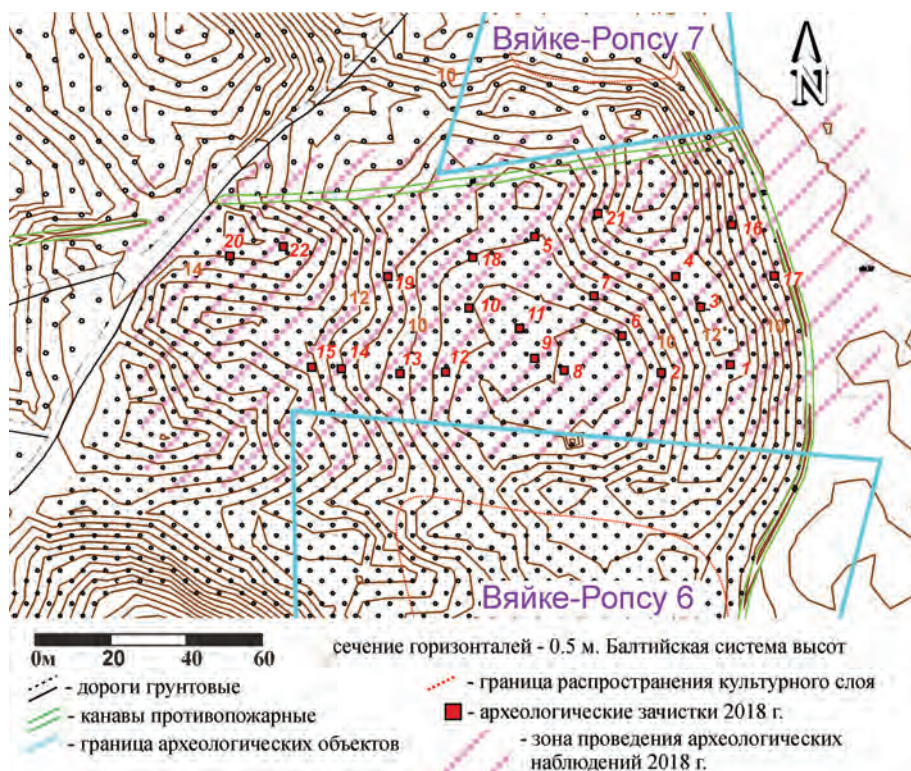 Вяйке-Ропсу 7
N
10
21
16
20
22
5
18
14
12
19
4
17
7
3
10
10
11
6
10
12
10
9
15
14
13
12
8
2
1
Вяйке-Ропсу 6
0м 20 40 60
сечение горизонталей - 0.5 м. Балтийская система высот
- дороги грунтовые
- канавы противопожарные
- граница археологических объектов
- граница распространения культурного слоя
- археологические зачистки 2018 г.
- зона проведения археологических
наблюдений 2018 г.